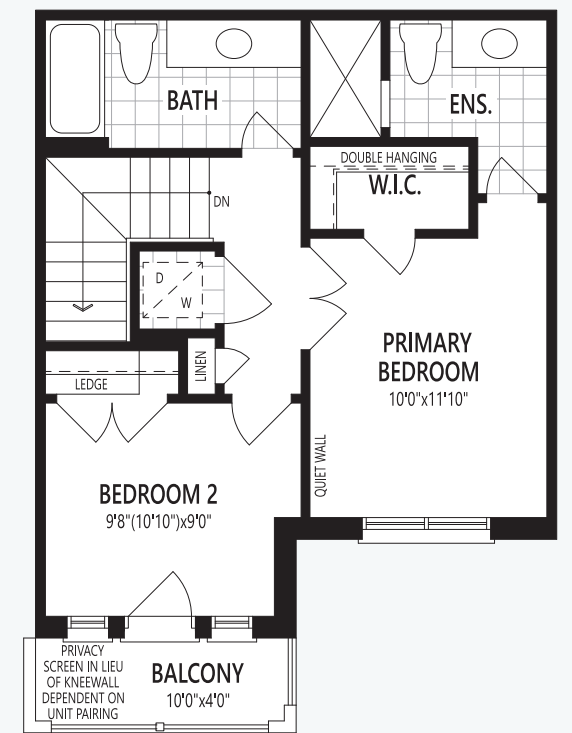 BATH
ENS.
DOUBLE HANGING
W.I.C.
DN
D
W
LINEN
LEDGE
PRIMARY
BEDROOM
10'0"x11'10"
QUIET WALL
BEDROOM 2
9'8"(10'10")x9'0"
PRIVACY
SCREEN IN LIEU
OF KNEEWALL
DEPENDENT ON
UNIT PAIRING
BALCONY
10'0"x4'0"